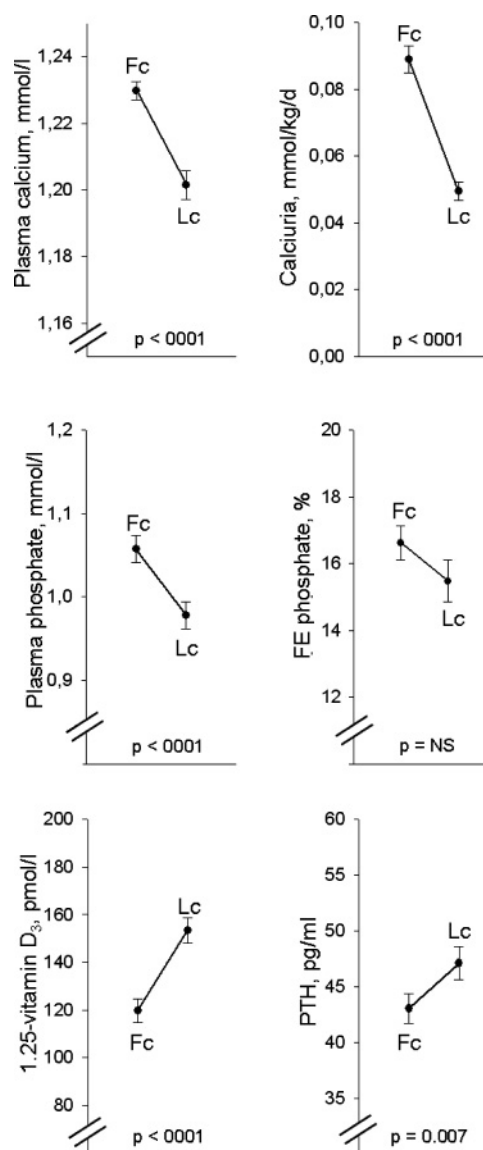 Plasma calcium, mmol/l
1,24
1,22
1,20
1,18
1,16
Fc
Lc
p < 0001
Calciuria, mmol/kg/d
0,10
0,08
0,06
0,04
0,02
0,00
Fc
Lc
p < 0001
Plasma phosphate, mmol/l
1,2
1,1
1,0
0,9
Fc
Lc
p < 0001
FE phosphate, %
20
18
16
14
12
Fc
Lc
p = NS
1.25-vitamin D₃, pmol/l
200
180
160
140
120
100
80
Lc
Fc
p < 0001
PTH, pg/ml
60
55
50
45
40
35
Lc
Fc
p = 0.007